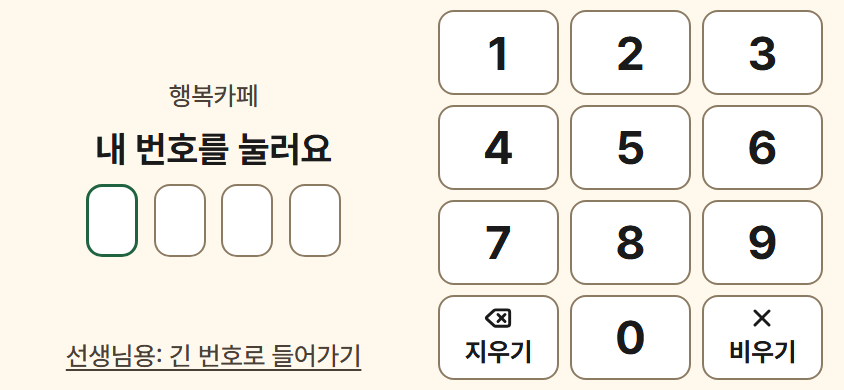 행복카페
내 번호를 눌러요
선생님용: 긴 번호로 들어가기
1 2 3
4 5 6
7 8 9
지우기 0 비우기